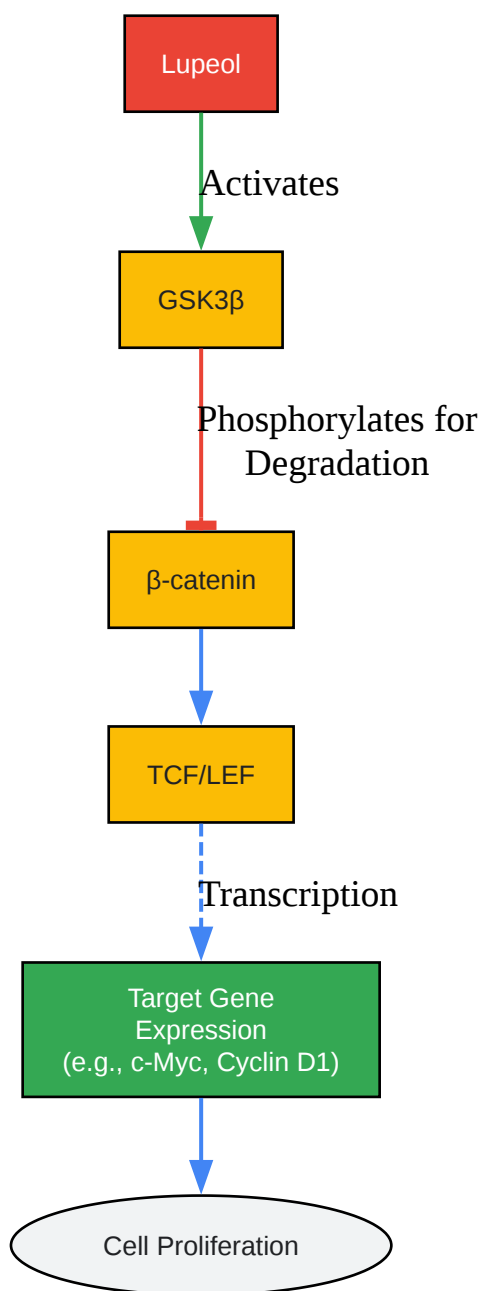 Lupeol
Activates
GSK3β
Phosphorylates for
Degradation
β-catenin
TCF/LEF
Transcription
Target Gene
Expression
(e.g., c-Myc, Cyclin D1)
Cell Proliferation